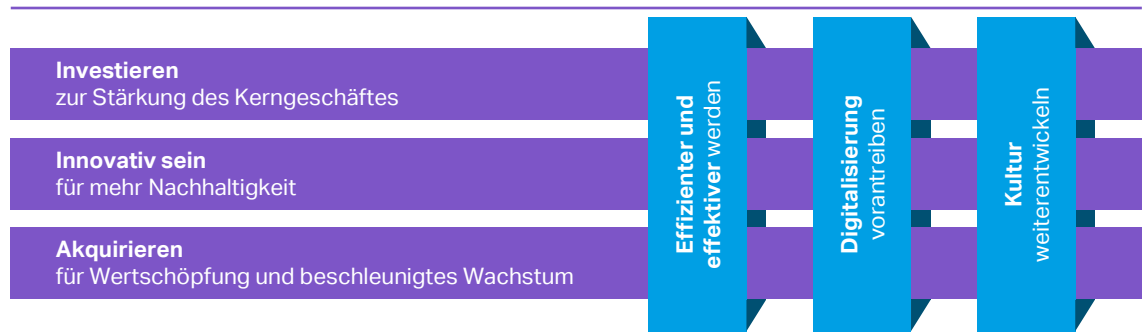 Investieren
zur Stärkung des Kerngeschäftes
Innovativ sein
für mehr Nachhaltigkeit
Akquirieren
für Wertschöpfung und beschleunigtes Wachstum
Effizienter und
effektiver werden
Digitalisierung
vorantreiben
Kultur
weiterentwickeln